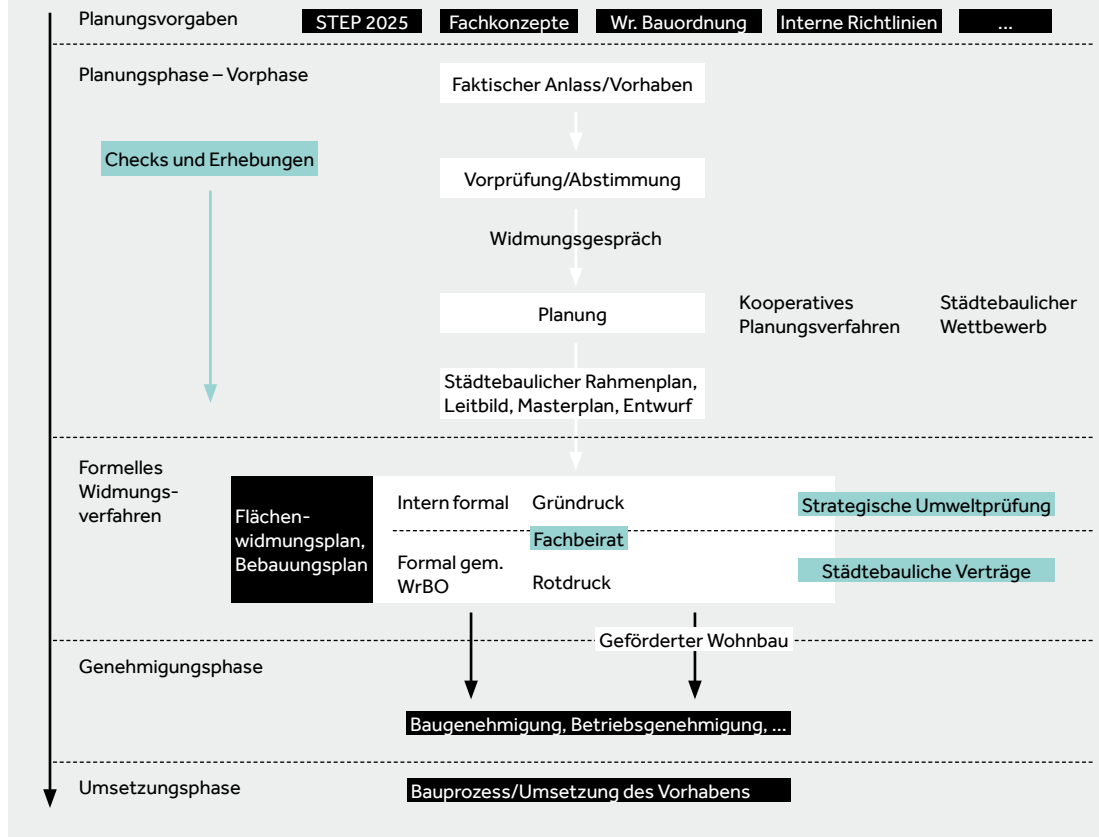 Planungsvorgaben
STEP 2025
Fachkonzepte
Wr. Bauordnung
Interne Richtlinien
...
Planungsphase – Vorphase
Faktischer Anlass/Vorhaben
Checks und Erhebungen
Vorprüfung/Abstimmung
Widmungsgespräch
Planung
Kooperatives
Planungsverfahren
Städtebaulicher
Wettbewerb
Städtebaulicher Rahmenplan,
Leitbild, Masterplan, Entwurf
Formelles
Widmungs-
verfahren
Flächen-
widmungsplan,
Bebauungsplan
Intern formal
Gründruck
Strategische Umweltprüfung
Fachbeirat
Formal gem.
WrBO
Rotdruck
Städtebauliche Verträge
Geförderter Wohnbau
Genehmigungsphase
Baugenehmigung, Betriebsgenehmigung, ...
Umsetzungsphase
Bauprozess/Umsetzung des Vorhabens